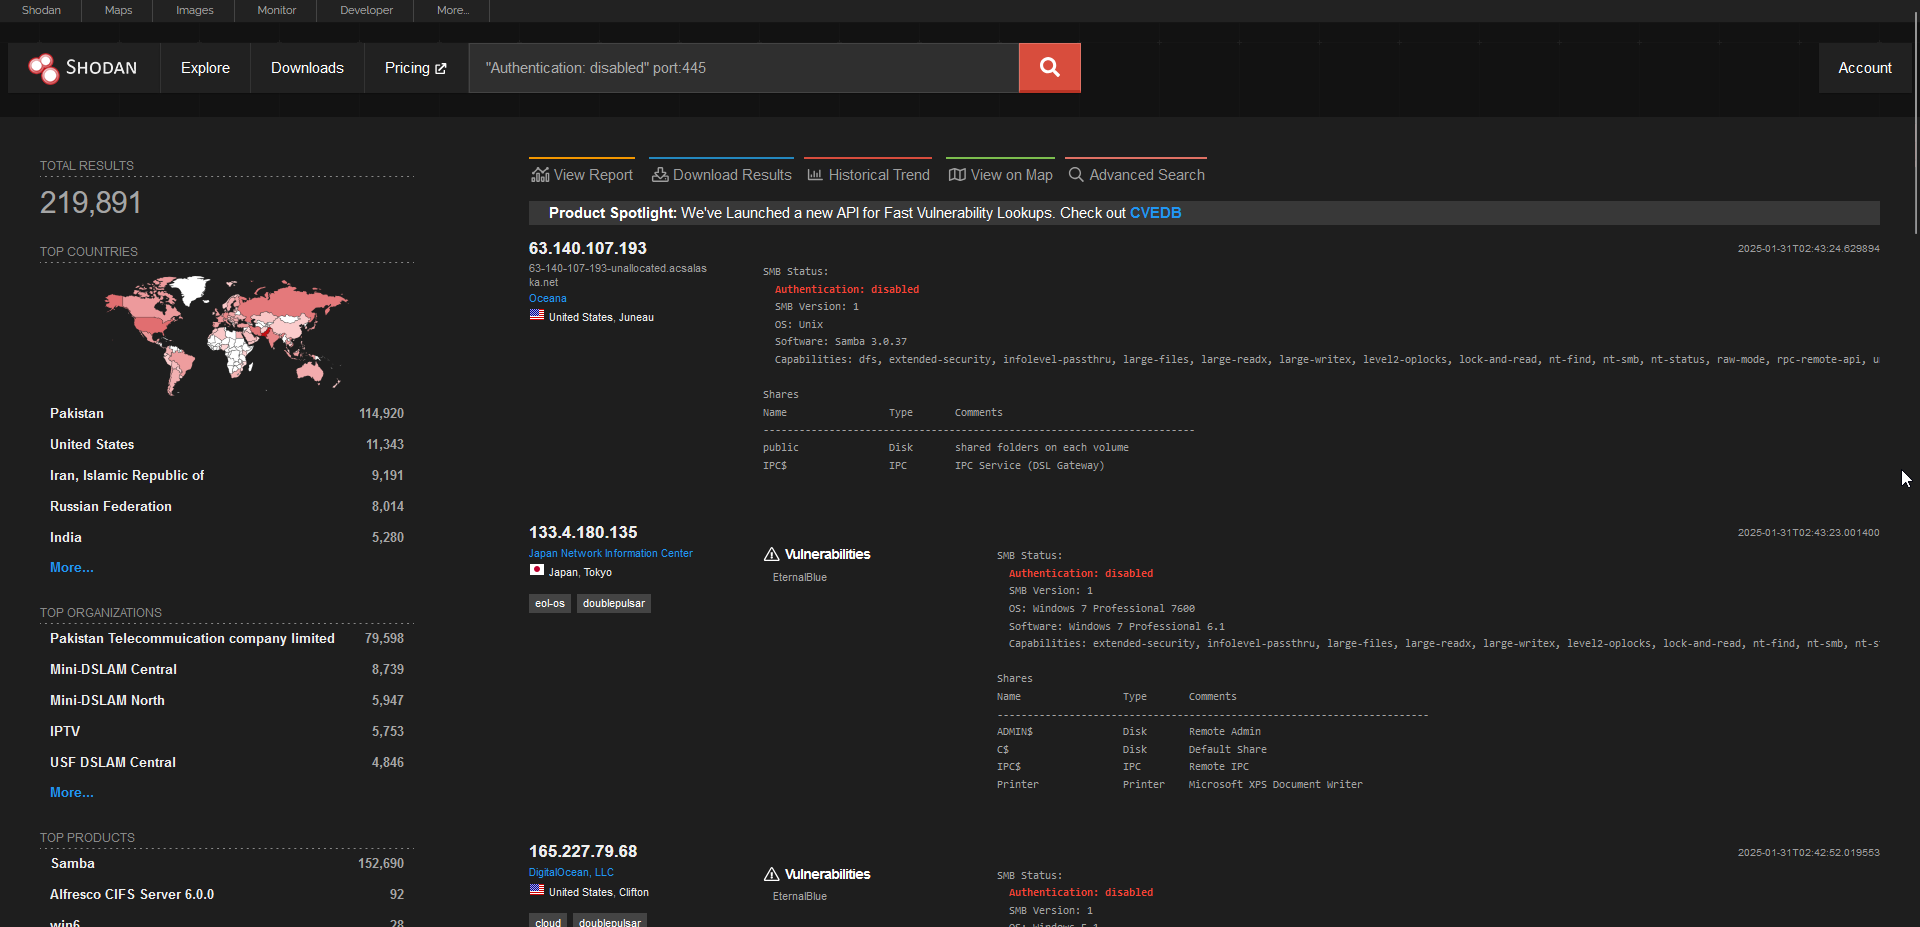 Shodan Maps Images Monitor Developer More...
SHODAN Explore Downloads Pricing "Authentication: disabled" port:445 Account
TOTAL RESULTS
219,891
TOP COUNTRIES
Pakistan 114,920
United States 11,343
Iran, Islamic Republic of 9,191
Russian Federation 8,014
India 5,280
More...
TOP ORGANIZATIONS
Pakistan Telecommuication company limited 79,598
Mini-DSLAM Central 8,739
Mini-DSLAM North 5,947
IPTV 5,753
USF DSLAM Central 4,846
More...
TOP PRODUCTS
Samba 152,690
Alfresco CIFS Server 6.0.0 92
win6 28
View Report Download Results Historical Trend View on Map Advanced Search
Product Spotlight: We've Launched a new API for Fast Vulnerability Lookups. Check out CVEDB
63.140.107.193
63-140-107-193-unallocated.acsalas
ka.net
Oceana
United States, Juneau
2025-01-31T02:43:24.629894
SMB Status:
Authentication: disabled
SMB Version: 1
OS: Unix
Software: Samba 3.0.37
Capabilities: dfs, extended-security, infolevel-passthru, large-files, large-readx, large-writex, level2-oplocks, lock-and-read, nt-find, nt-smb, nt-status, raw-mode, rpc-remote-api, u
Shares
Name Type Comments
------------------------------------------------------------------------
public Disk shared folders on each volume
IPC$ IPC IPC Service (DSL Gateway)
133.4.180.135
Japan Network Information Center
Japan, Tokyo
eol-os doublepulsar
Vulnerabilities
EternalBlue
2025-01-31T02:43:23.001400
SMB Status:
Authentication: disabled
SMB Version: 1
OS: Windows 7 Professional 7600
Software: Windows 7 Professional 6.1
Capabilities: extended-security, infolevel-passthru, large-files, large-readx, large-writex, level2-oplocks, lock-and-read, nt-find, nt-smb, nt-s
Shares
Name Type Comments
------------------------------------------------------------------------
ADMIN$ Disk Remote Admin
C$ Disk Default Share
IPC$ IPC Remote IPC
Printer Printer Microsoft XPS Document Writer
165.227.79.68
DigitalOcean, LLC
United States, Clifton
cloud doublepulsar
Vulnerabilities
EternalBlue
2025-01-31T02:42:52.019553
SMB Status:
Authentication: disabled
SMB Version: 1
OS: Windows 5.1